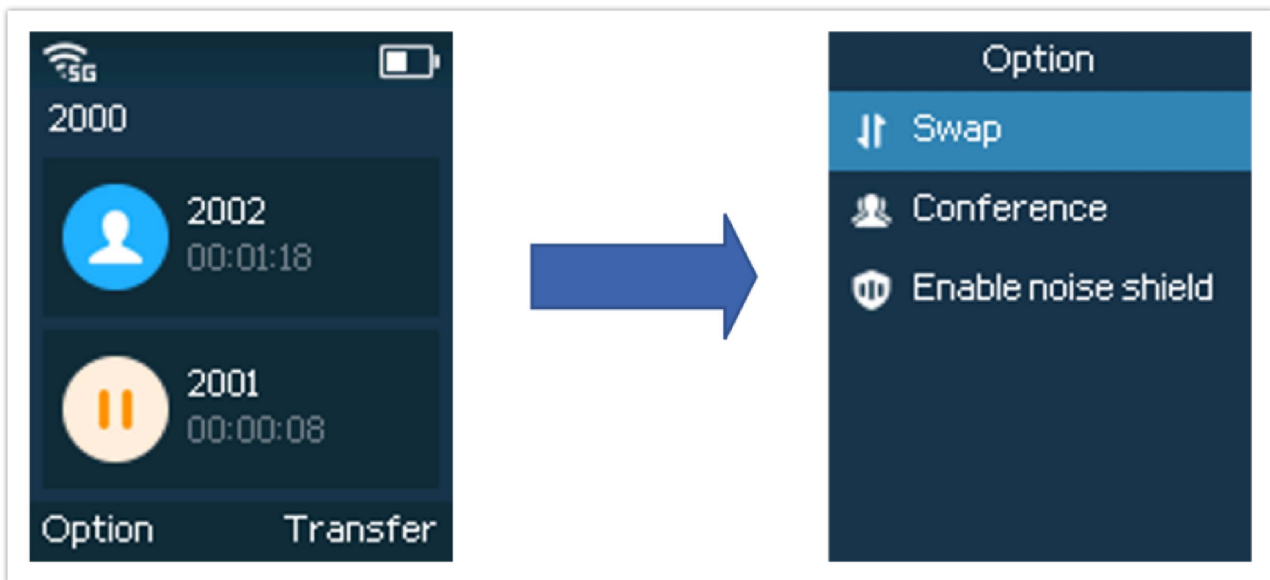 5G
2000
2002
00:01:18
2001
00:00:08
Option Transfer
Option
Swap
Conference
Enable noise shield